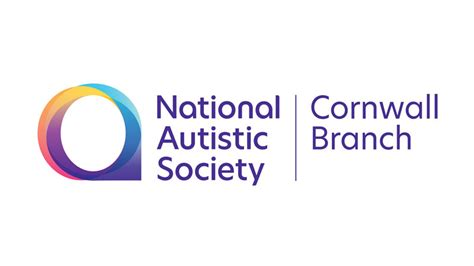 National
Autistic
Society
Cornwall
Branch